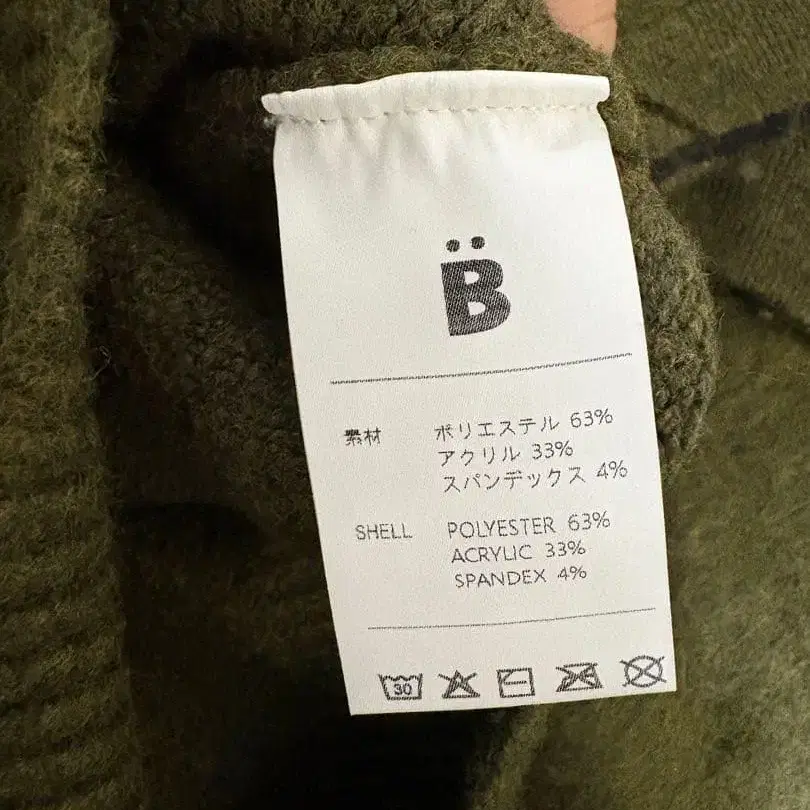 B̈
素材 ポリエステル 63%
アクリル 33%
スパンデックス 4%
SHELL POLYESTER 63%
ACRYLIC 33%
SPANDEX 4%
30